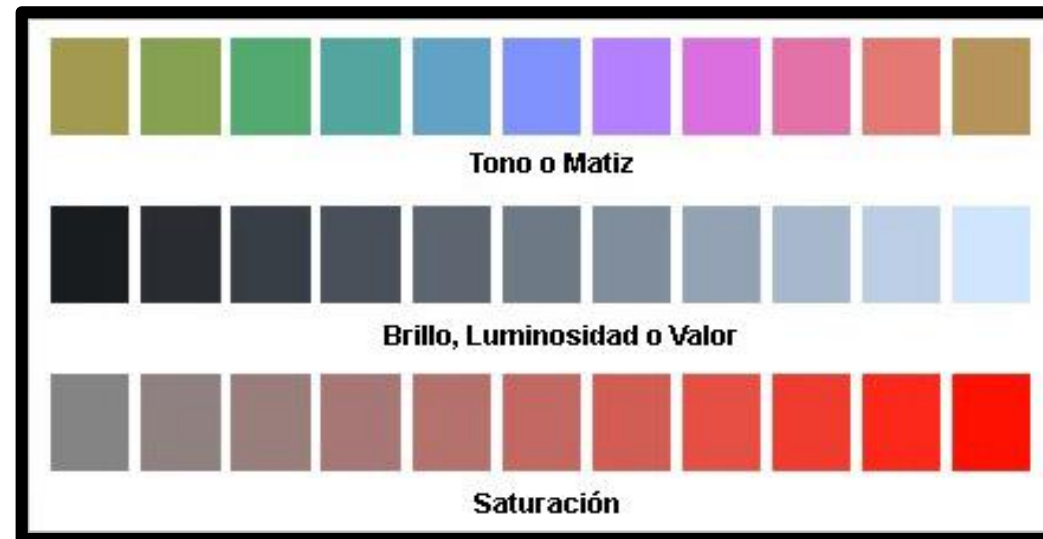 Tono o Matiz
Brillo, Luminosidad o Valor
Saturación